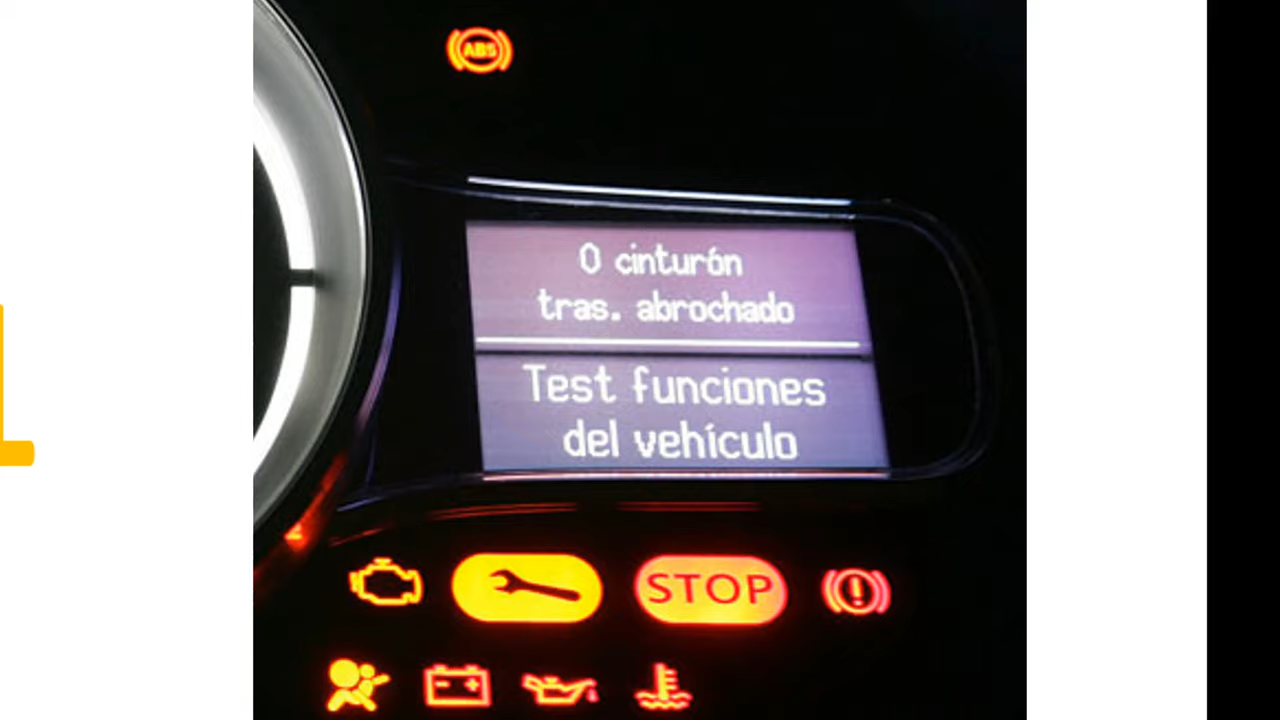 ABS
0 cinturón
tras. abrochado
Test funciones
del vehículo
STOP